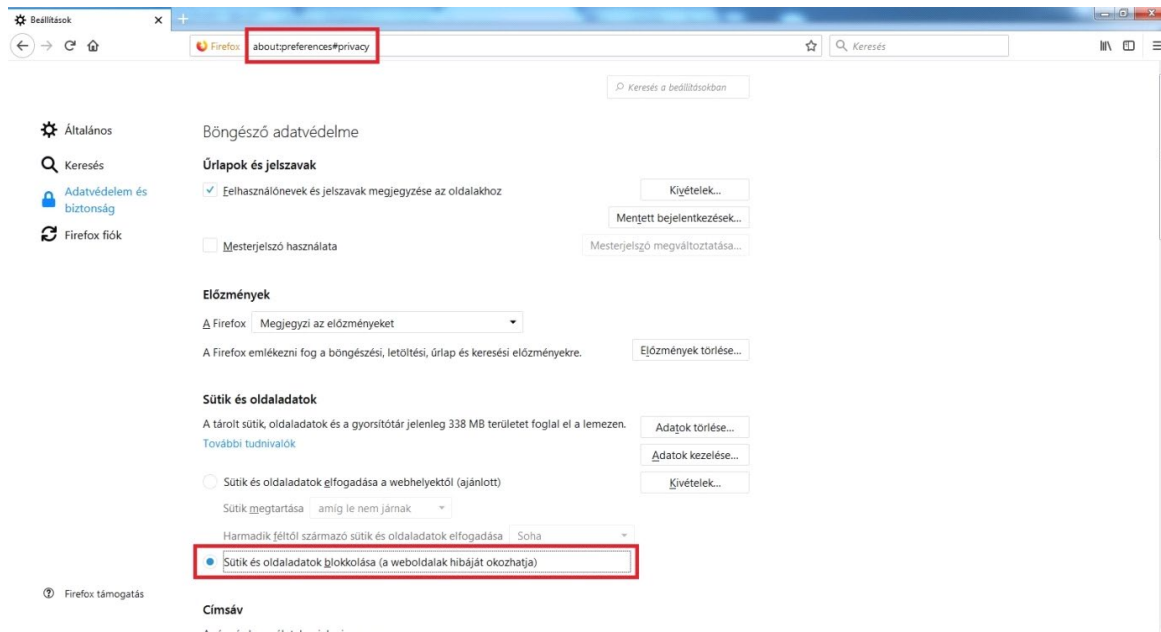 Beállítások
Firefox about:preferences#privacy
Keresés
Keresés a beállításokban
Általános
Keresés
Adatvédelem és
biztonság
Firefox fiók
Böngésző adatvédelme
Űrlapok és jelszavak
Felhasználónevek és jelszavak megjegyzése az oldalakhoz
Kivételek...
Mentett bejelentkezések...
Mesterjelszó használata
Mesterjelszó megváltoztatása...
Előzmények
A Firefox Megjegyzi az előzményeket
A Firefox emlékezni fog a böngészési, letöltési, űrlap és keresési előzményekre.
Előzmények törlése...
Sütik és oldaladatok
A tárolt sütik, oldaladatok és a gyorsítótár jelenleg 338 MB területet foglal el a lemezen.
Adatok törlése...
További tudnivalók
Adatok kezelése...
Sütik és oldaladatok elfogadása a webhelyektől (ajánlott)
Kivételek...
Sütik megtartása amíg le nem járnak
Harmadik féltől származó sütik és oldaladatok elfogadása Soha
Sütik és oldaladatok blokkolása (a weboldalak hibáját okozhatja)
Firefox támogatás
Címsáv